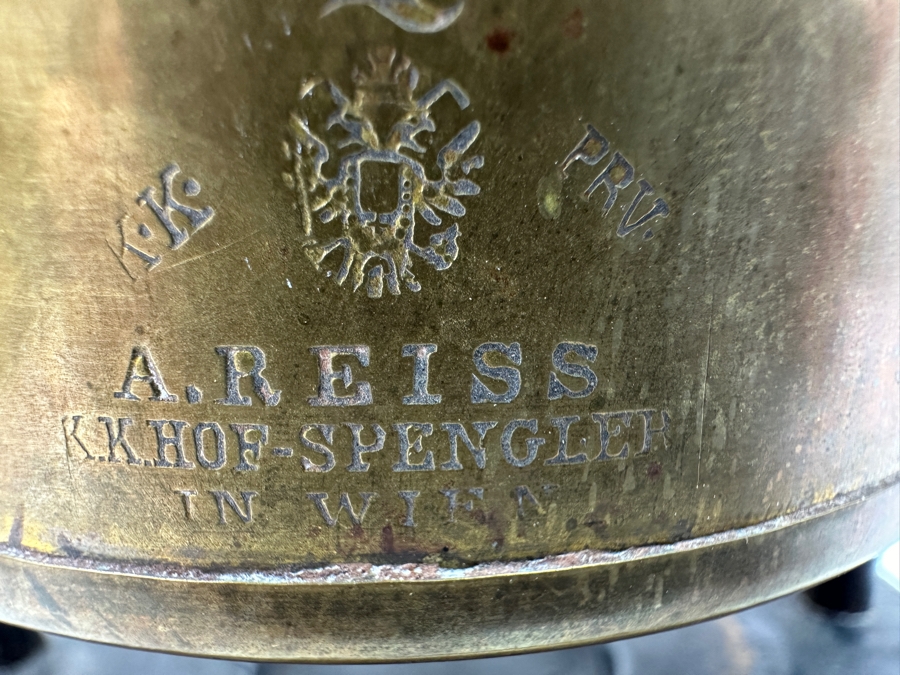 K.K. PRV.
A. REISS
K.K.HOF-SPENGLER
IN WIEN